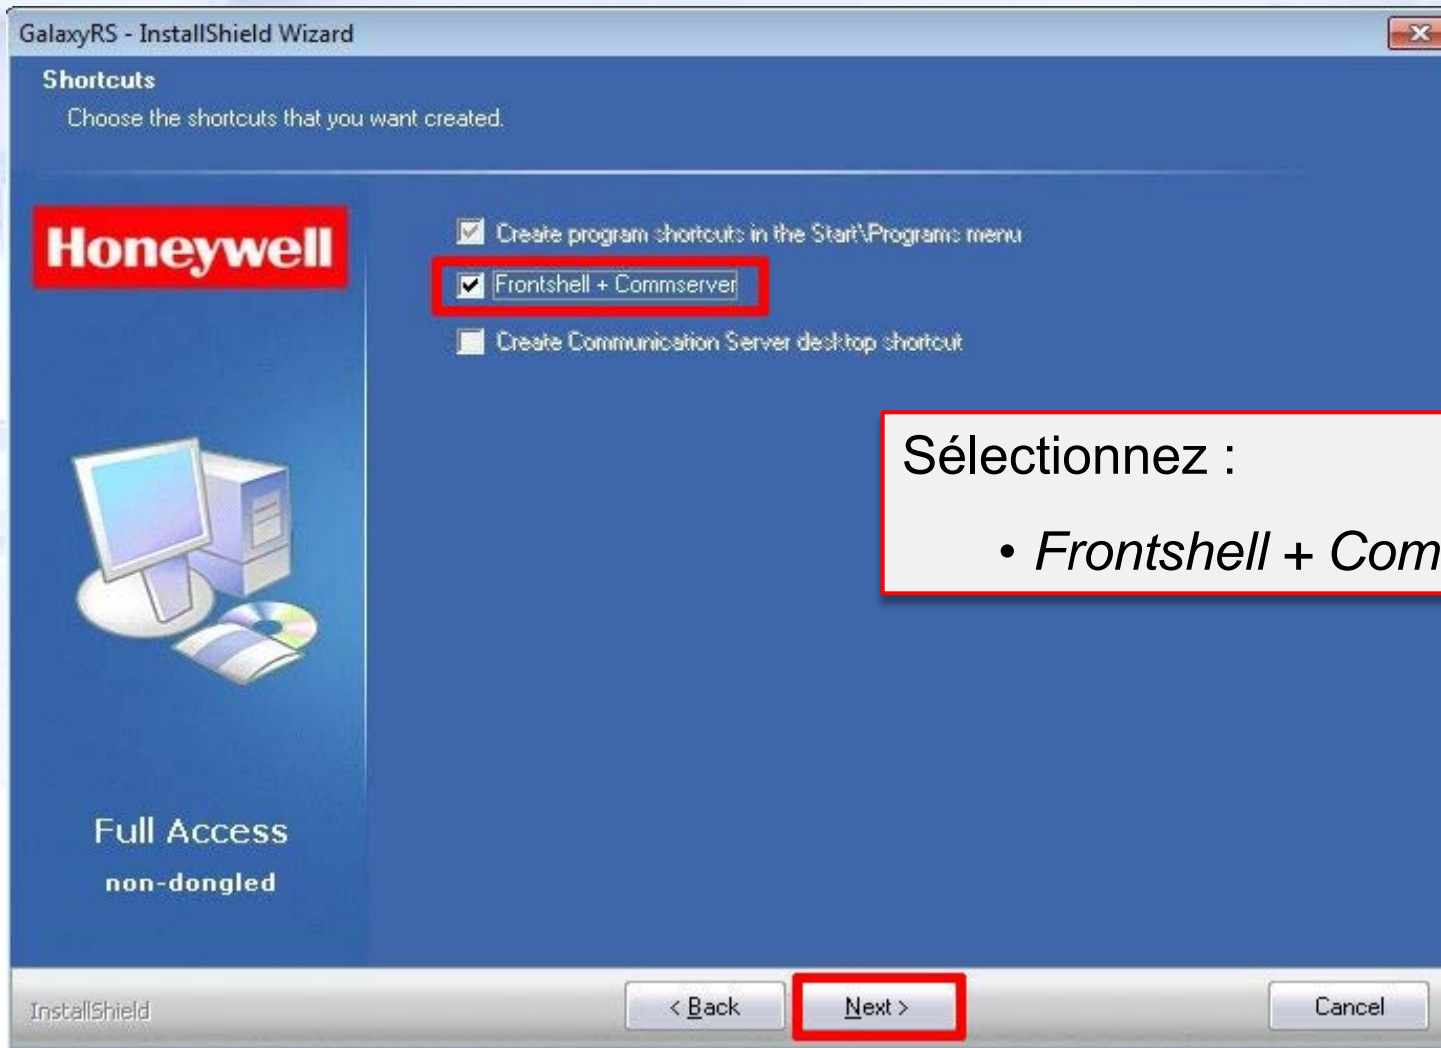 GalaxyRS - InstallShield Wizard
Shortcuts
Choose the shortcuts that you want created.
Honeywell
Create program shortcuts in the Start\Programs menu
Frontshell + Commserver
Create Communication Server desktop shortcut
Sélectionnez :
• Frontshell + Com
Full Access
non-dongled
InstallShield
< Back
Next >
Cancel